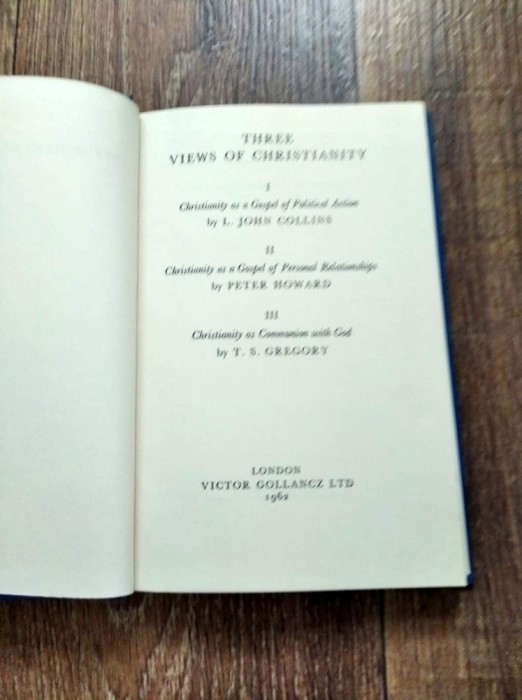 THREE
VIEWS OF CHRISTIANITY
I
Christianity as a Gospel of Political Action
by L. JOHN COLLINS
II
Christianity as a Gospel of Personal Relationships
by PETER HOWARD
III
Christianity as Communion with God
by T. S. GREGORY
LONDON
VICTOR GOLLANCZ LTD
1962